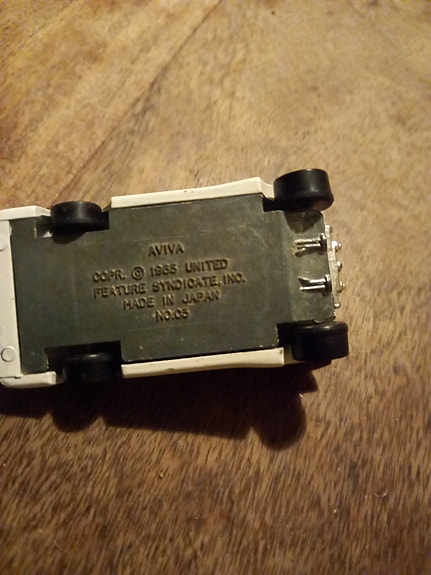 AVIVA
COPR. © 1965 UNITED
FEATURE SYNDICATE, INC.
MADE IN JAPAN
NO.05